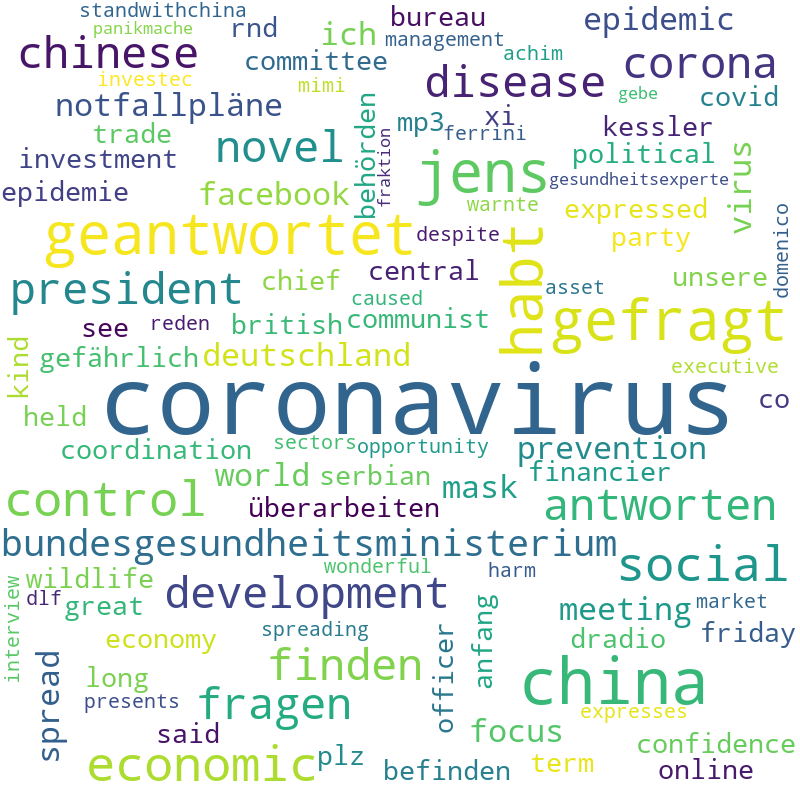 standwithchina
panikmache
rnd
ich
bureau
epidemic
chinese
committee
management
achim
disease
corona
investec
mimi
gebe
covid
notfallpläne
behörden
fraktion
mp3
xi
ferrini
kessler
trade
novel
political
virus
investment
jens
gesundheitsexperte
epidemie
facebook
warnte
expressed
domenico
geantwortet
despite
habt
party
president
chief
central
asset
unsere
caused
see
reden
british
communist
gefragt
kind
gefährlich
deutschland
executive
coronavirus
co
held
coordination
sectors
opportunity
prevention
world
serbian
mask
financier
control
überarbeiten
antworten
bundesgesundheitsministerium
social
interview
wildlife
wonderful
harm
dlf
great
development
anfang
meeting
market
economy
spreading
officer
dradio
friday
spread
long
finden
china
presents
fragen
expresses
said
focus
confidence
economic
plz
befinden
term
online